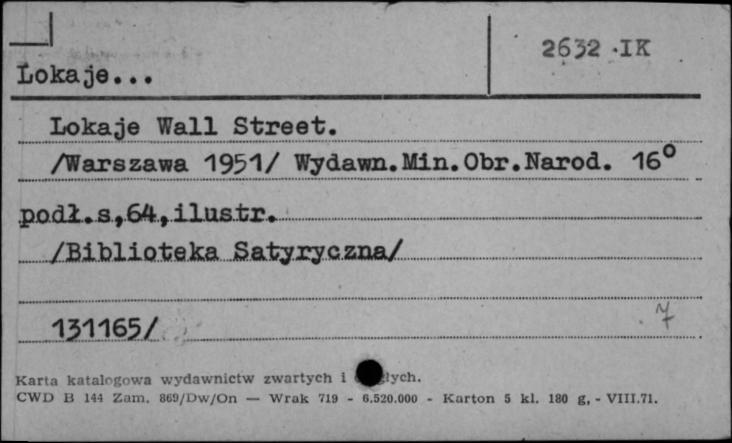 2632 IK
Lokaje...
Lokaje Wall Street.
/Warszawa 1951/ Wydawn.Min.Obr.Narod. 16°
podł.s,64,ilustr.
/Biblioteka Satyryczna/
131165/
Karta katalogowa wydawnictw zwartych i
CWD B 144 Zam. 869/Dw/On — Wrak 719 - 6.520.000 - Karton 5 kl. 180 g, - VIII.71.